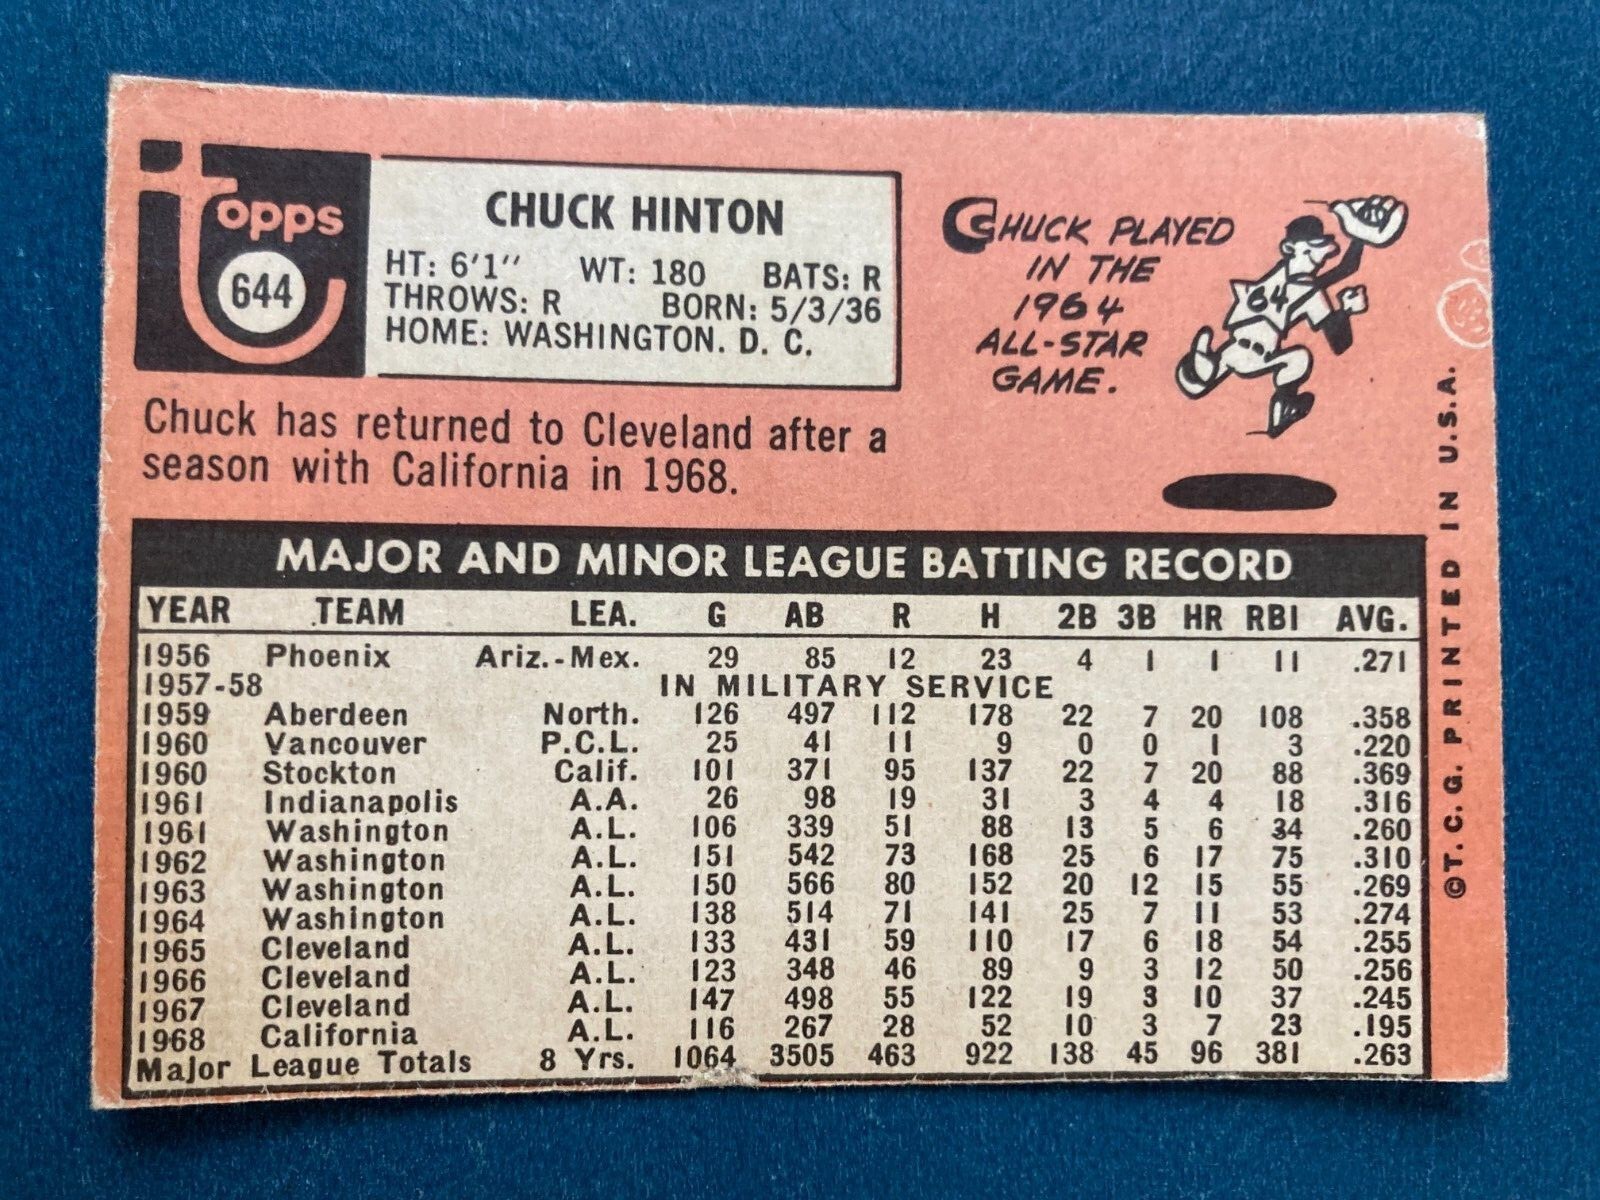 Topps
644
CHUCK HINTON
HT: 6'1" WT: 180 BATS: R
THROWS: R BORN: 5/3/36
HOME: WASHINGTON. D. C.
CHUCK PLAYED
IN THE
1964
ALL-STAR
GAME.
64
Chuck has returned to Cleveland after a
season with California in 1968.
MAJOR AND MINOR LEAGUE BATTING RECORD
YEAR TEAM LEA. G AB R H 2B 3B HR RBI AVG.
1956 Phoenix Ariz.-Mex. 29 85 12 23 4 1 1 11 .271
1957-58 IN MILITARY SERVICE
1959 Aberdeen North. 126 497 112 178 22 7 20 108 .358
1960 Vancouver P.C.L. 25 41 11 9 0 0 1 3 .220
1960 Stockton Calif. 101 371 95 137 22 7 20 88 .369
1961 Indianapolis A.A. 26 98 19 31 3 4 4 18 .316
1961 Washington A.L. 106 339 51 88 13 5 6 34 .260
1962 Washington A.L. 151 542 73 168 25 6 17 75 .310
1963 Washington A.L. 150 566 80 152 20 12 15 55 .269
1964 Washington A.L. 138 514 71 141 25 7 11 53 .274
1965 Cleveland A.L. 133 431 59 110 17 6 18 54 .255
1966 Cleveland A.L. 123 348 46 89 9 3 12 50 .256
1967 Cleveland A.L. 147 498 55 122 19 3 10 37 .245
1968 California A.L. 116 267 28 52 10 3 7 23 .195
Major League Totals 8 Yrs. 1064 3505 463 922 138 45 96 381 .263
©T. C. G. PRINTED IN U.S.A.